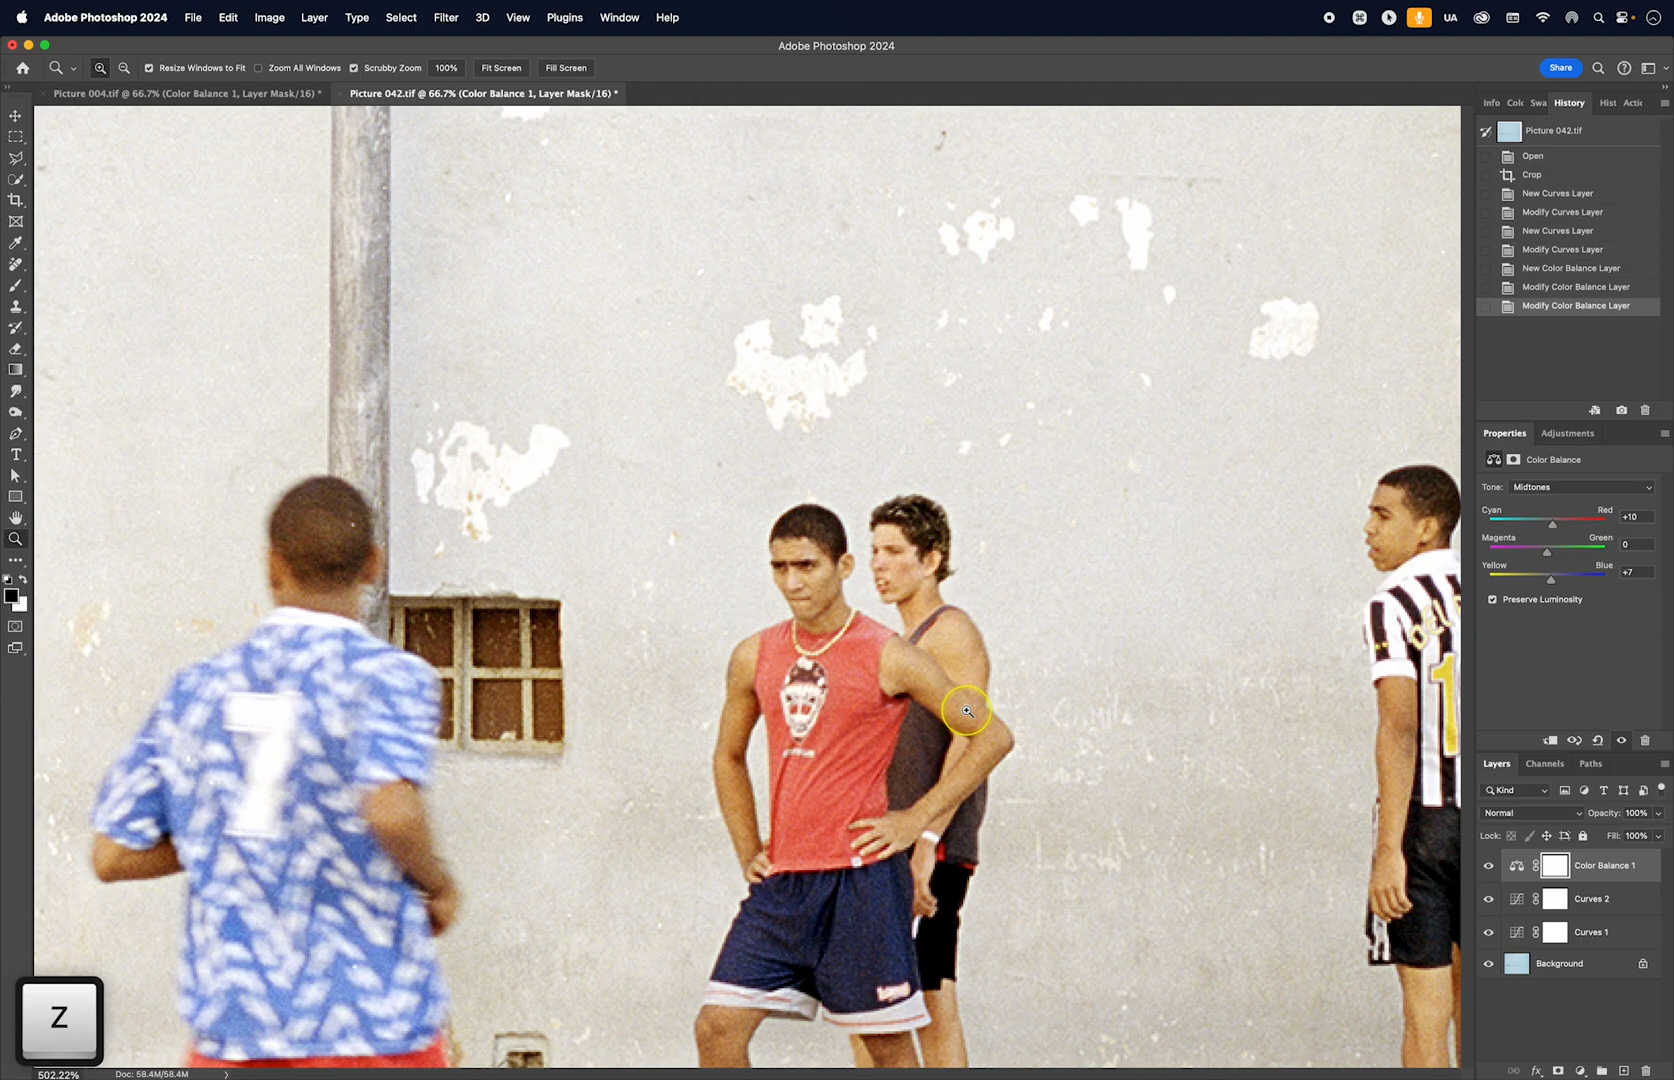 Adobe Photoshop 2024 File Edit Image Layer Type Select Filter 3D View Plugins Window Help UA
Adobe Photoshop 2024
Resize Windows to Fit Zoom All Windows Scrubby Zoom 100% Fit Screen Fill Screen Share
Picture 004.tif @ 66.7% (Color Balance 1, Layer Mask/16) *
Picture 042.tif @ 66.7% (Color Balance 1, Layer Mask/16) *
Info Colo Swa History Hist Actio
Picture 042.tif
Open
Crop
New Curves Layer
Modify Curves Layer
New Curves Layer
Modify Curves Layer
New Color Balance Layer
Modify Color Balance Layer
Modify Color Balance Layer
Properties Adjustments
Color Balance
Tone: Midtones
Cyan Red +10
Magenta Green 0
Yellow Blue +7
Preserve Luminosity
Layers Channels Paths
Kind
Normal Opacity: 100%
Lock: Fill: 100%
Color Balance 1
Curves 2
Curves 1
Background
7
1
Z
502.22% Doc: 58.4M/58.4M